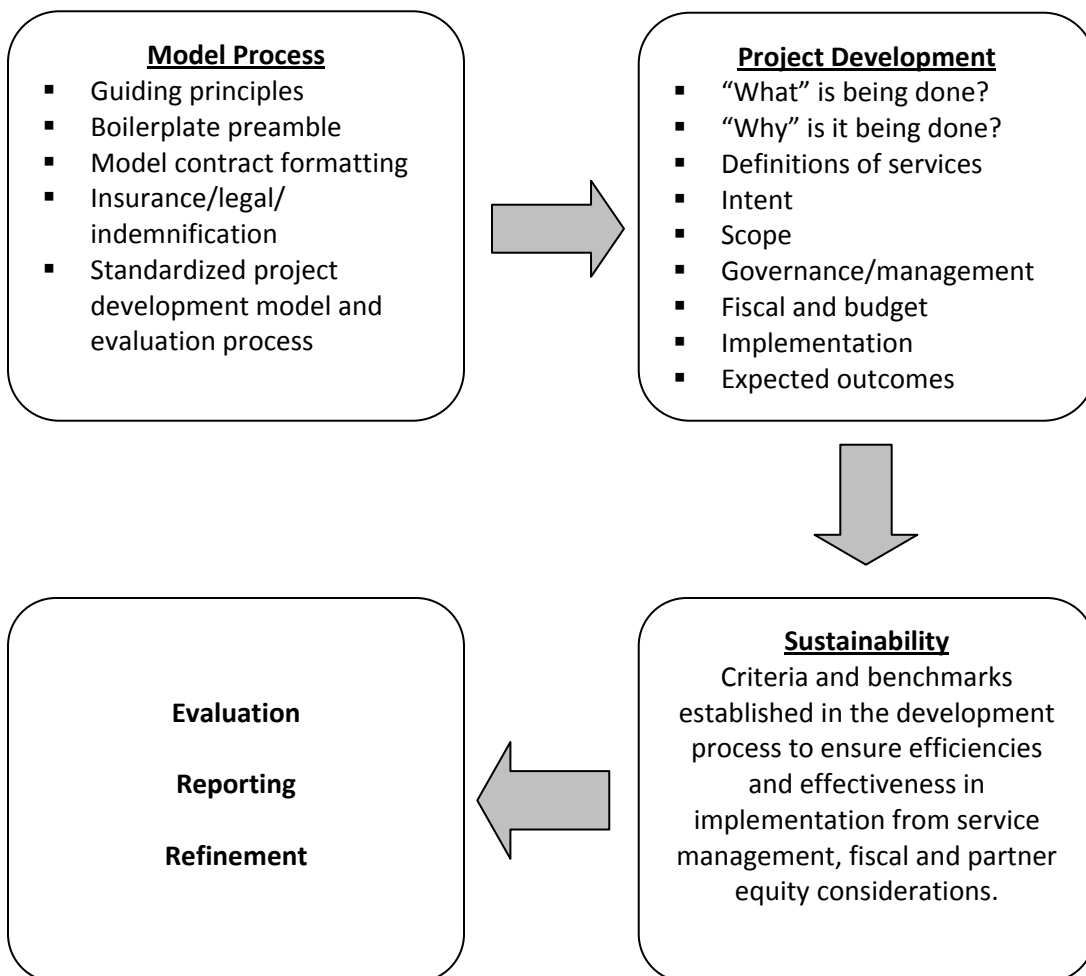 Model Process
▪ Guiding principles
▪ Boilerplate preamble
▪ Model contract formatting
▪ Insurance/legal/
indemnification
▪ Standardized project
development model and
evaluation process
Project Development
▪ “What” is being done?
▪ “Why” is it being done?
▪ Definitions of services
▪ Intent
▪ Scope
▪ Governance/management
▪ Fiscal and budget
▪ Implementation
▪ Expected outcomes
Sustainability
Criteria and benchmarks
established in the development
process to ensure efficiencies
and effectiveness in
implementation from service
management, fiscal and partner
equity considerations.
Evaluation
Reporting
Refinement